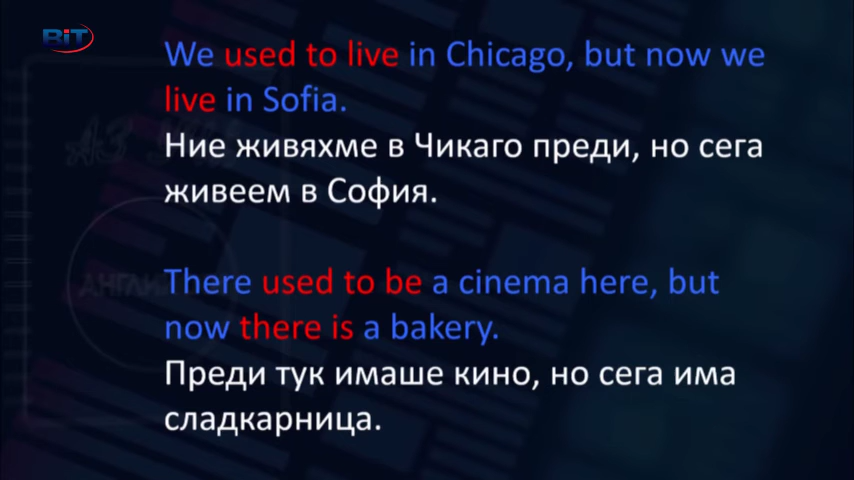 BiT
We used to live in Chicago, but now we
live in Sofia.
Ние живяхме в Чикаго преди, но сега
живеем в София.
There used to be a cinema here, but
now there is a bakery.
Преди тук имаше кино, но сега има
сладкарница.